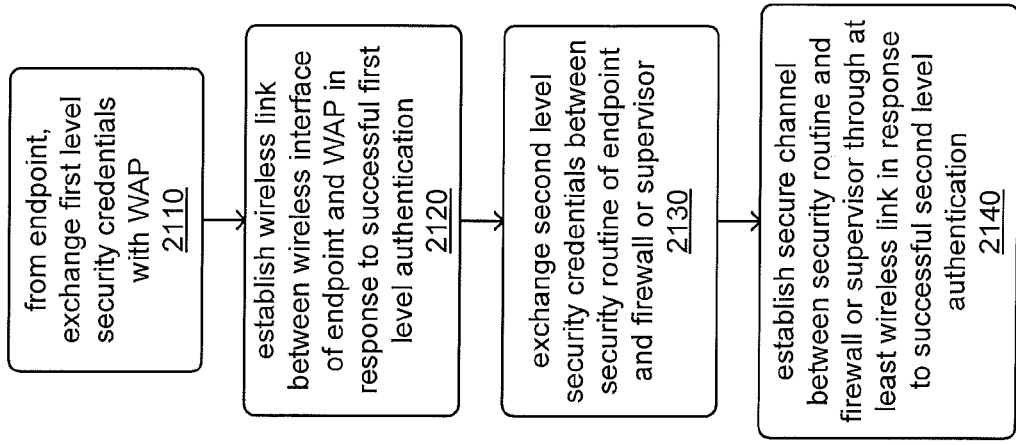 from endpoint,
exchange first level
security credentials
with WAP
2110
establish wireless link
between wireless interface
of endpoint and WAP in
response to successful first
level authentication
2120
exchange second level
security credentials between
security routine of endpoint
and firewall or supervisor
2130
establish secure channel
between security routine and
firewall or supervisor through at
least wireless link in response
to successful second level
authentication
2140